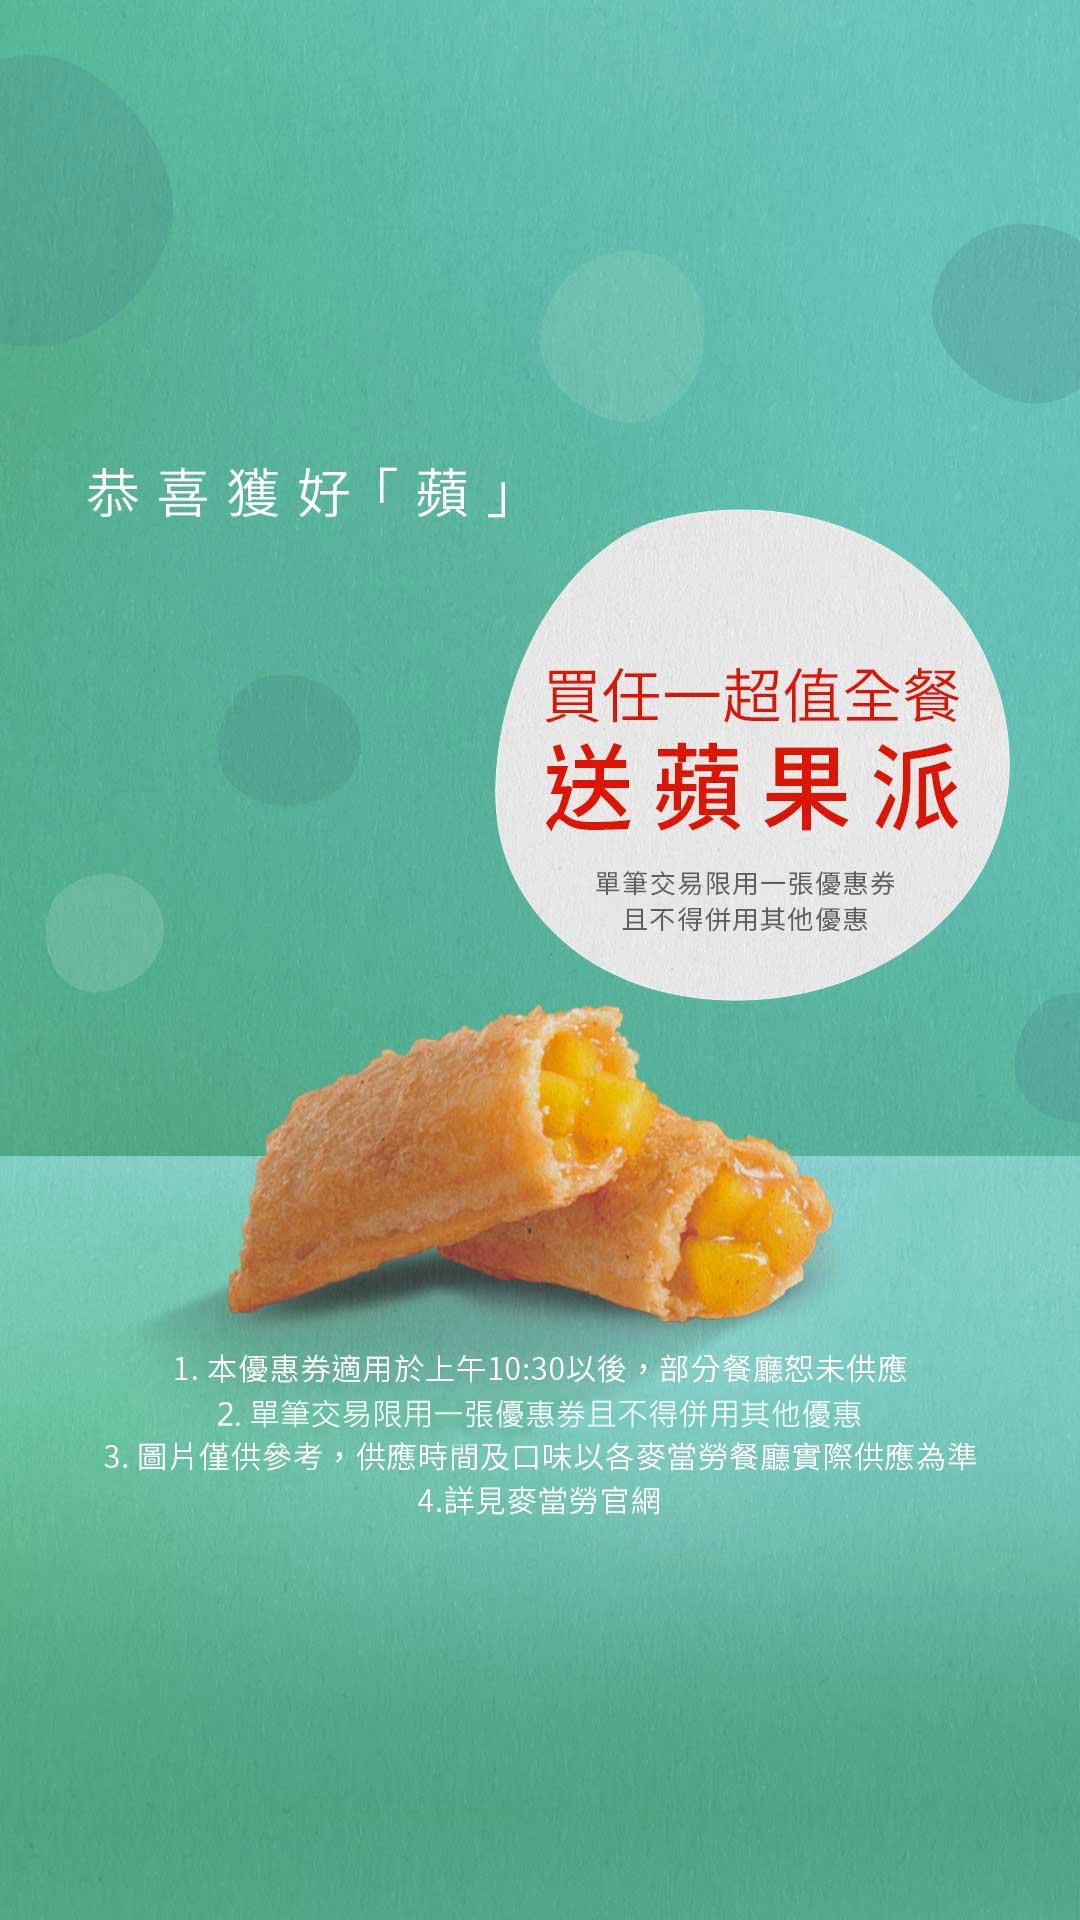 恭喜獲好「蘋」
買任一超值全餐
送蘋果派
單筆交易限用一張優惠券
且不得併用其他優惠
1. 本優惠券適用於上午10:30以後，部分餐廳恕未供應
2. 單筆交易限用一張優惠券且不得併用其他優惠
3. 圖片僅供參考，供應時間及口味以各麥當勞餐廳實際供應為準
4.詳見麥當勞官網